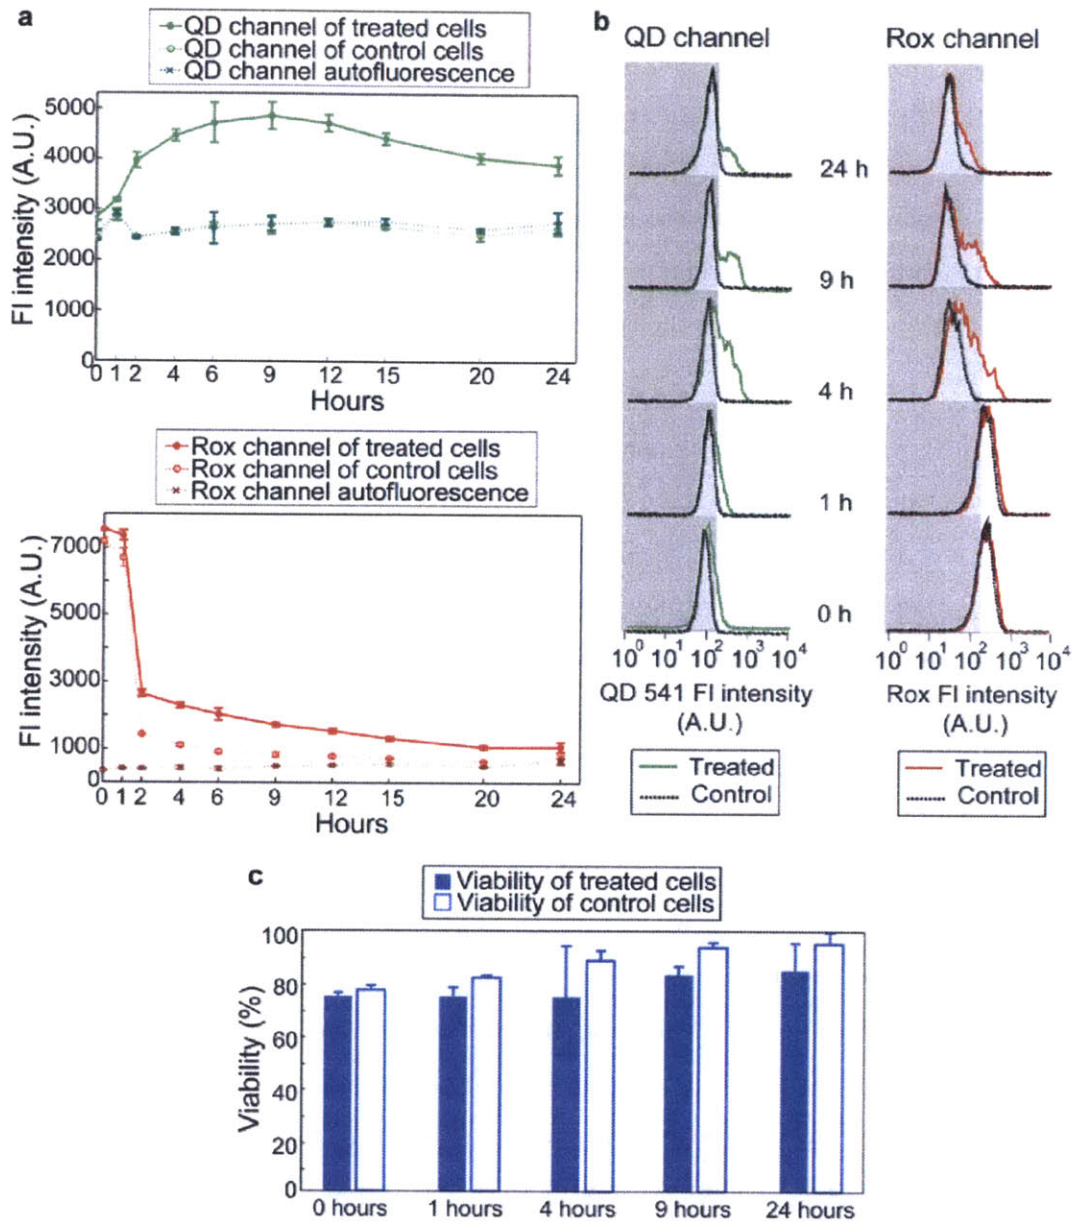 a
QD channel of treated cells
QD channel of control cells
QD channel autofluorescence
FI intensity (A.U.)
5000
4000
3000
2000
1000
0
0 1 2 4 6 9 12 15 20 24
Hours
Rox channel of treated cells
Rox channel of control cells
Rox channel autofluorescence
FI intensity (A.U.)
7000
5000
3000
1000
0
0 1 2 4 6 9 12 15 20 24
Hours
b
QD channel Rox channel
24 h
9 h
4 h
1 h
0 h
10⁰ 10¹ 10² 10³ 10⁴ 10⁰ 10¹ 10² 10³ 10⁴
QD 541 FI intensity
(A.U.)
Rox FI intensity
(A.U.)
Treated
Control
Treated
Control
c
Viability of treated cells
Viability of control cells
Viability (%)
100
80
60
40
20
0
0 hours 1 hours 4 hours 9 hours 24 hours